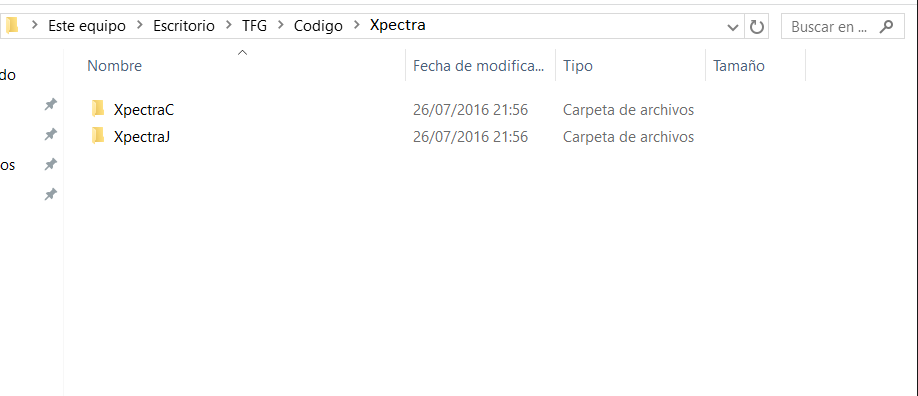 Este equipo > Escritorio > TFG > Codigo > Xpectra
Buscar en ...
do
os
Nombre Fecha de modifica... Tipo Tamaño
XpectraC 26/07/2016 21:56 Carpeta de archivos
XpectraJ 26/07/2016 21:56 Carpeta de archivos